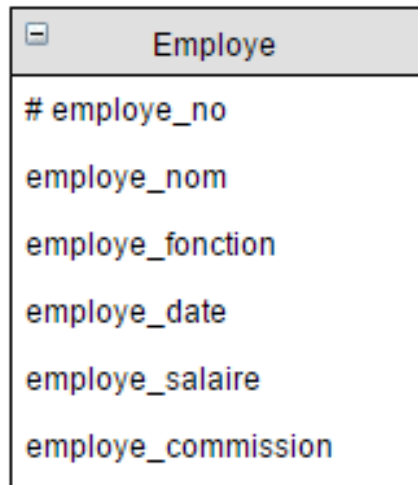 Employe
# employe_no
employe_nom
employe_fonction
employe_date
employe_salaire
employe_commission